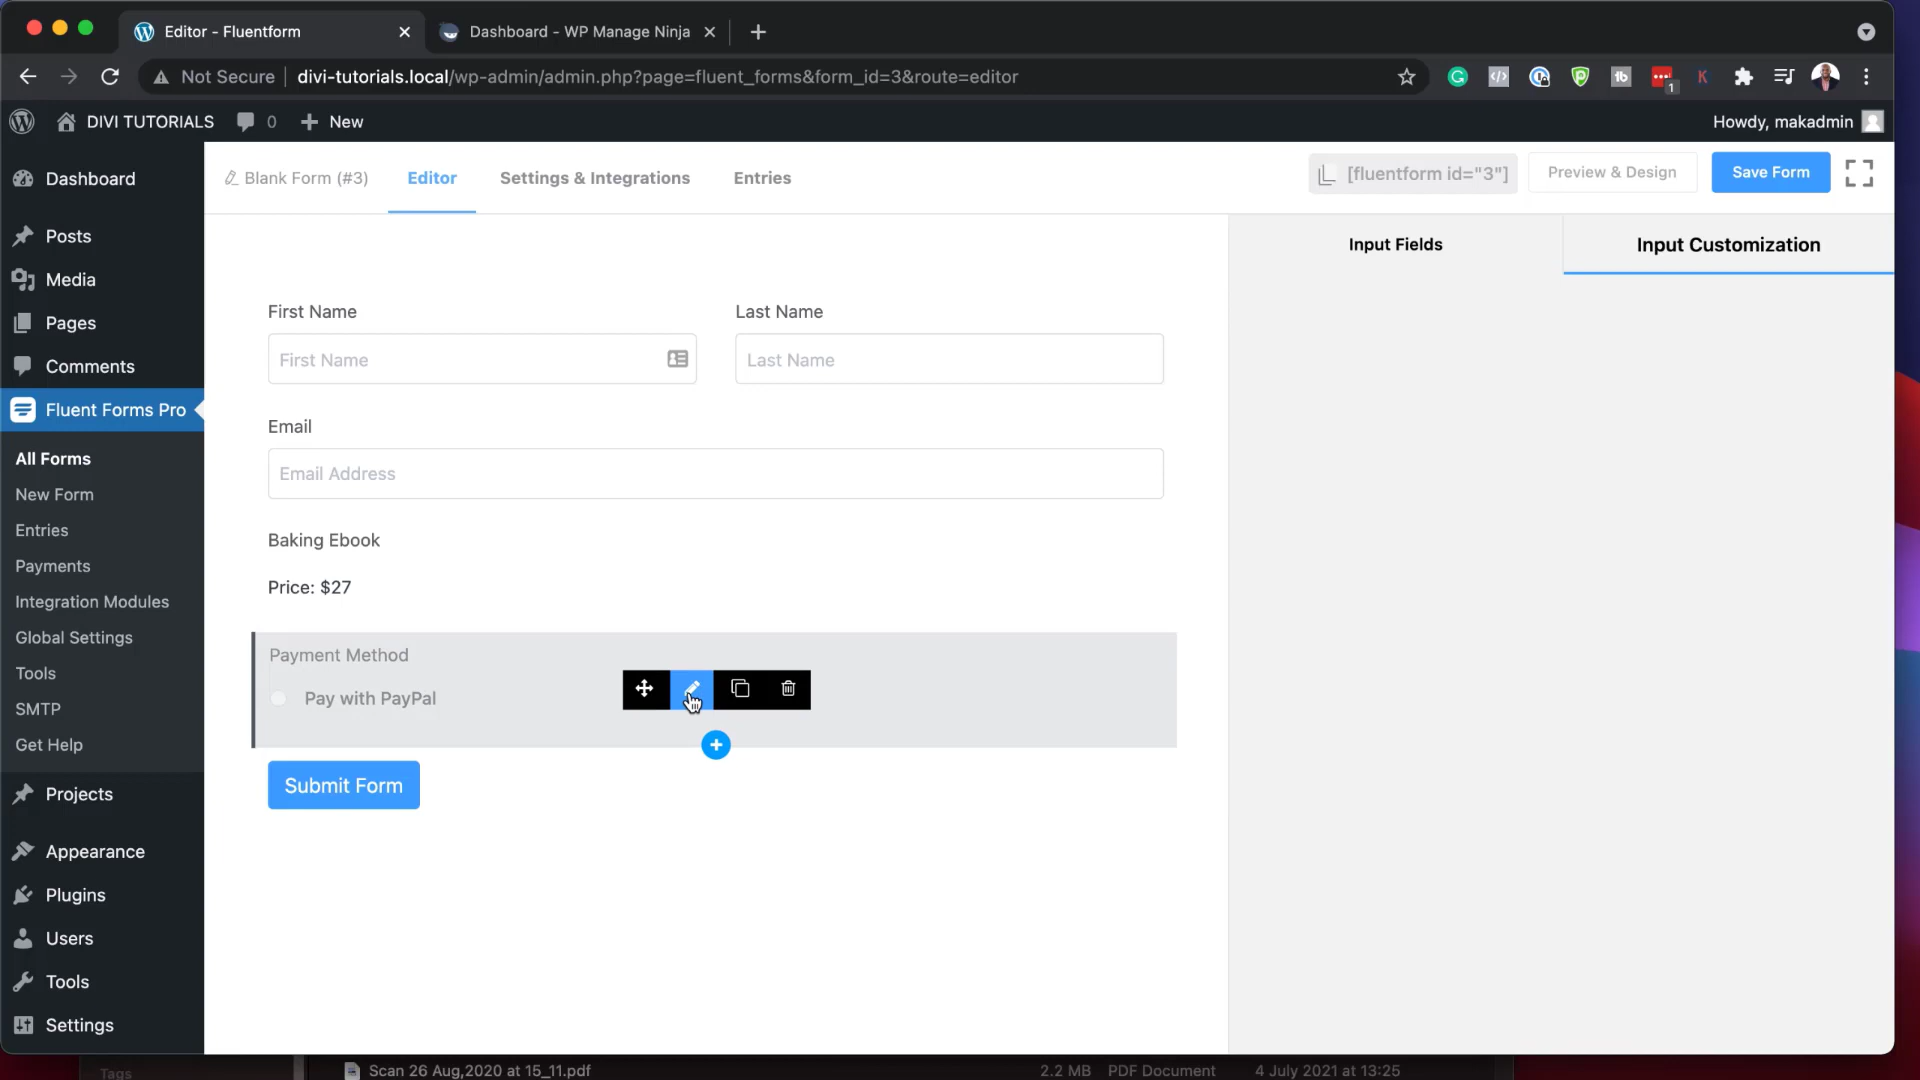 Editor - Fluentform
Dashboard - WP Manage Ninja
Not Secure
divi-tutorials.local/wp-admin/admin.php?page=fluent_forms&form_id=3&route=editor
1
DIVI TUTORIALS
0
New
Howdy, makadmin
Dashboard
Posts
Media
Pages
Comments
Fluent Forms Pro
All Forms
New Form
Entries
Payments
Integration Modules
Global Settings
Tools
SMTP
Get Help
Projects
Appearance
Plugins
Users
Tools
Settings
Blank Form (#3)
Editor
Settings & Integrations
Entries
[fluentform id="3"]
Preview & Design
Save Form
Input Fields
Input Customization
First Name
Last Name
First Name
Last Name
Email
Email Address
Baking Ebook
Price: $27
Payment Method
Pay with PayPal
Submit Form
Tags
Scan 26 Aug,2020 at 15_11.pdf
2.2 MB
PDF Document
4 July 2021 at 13:25